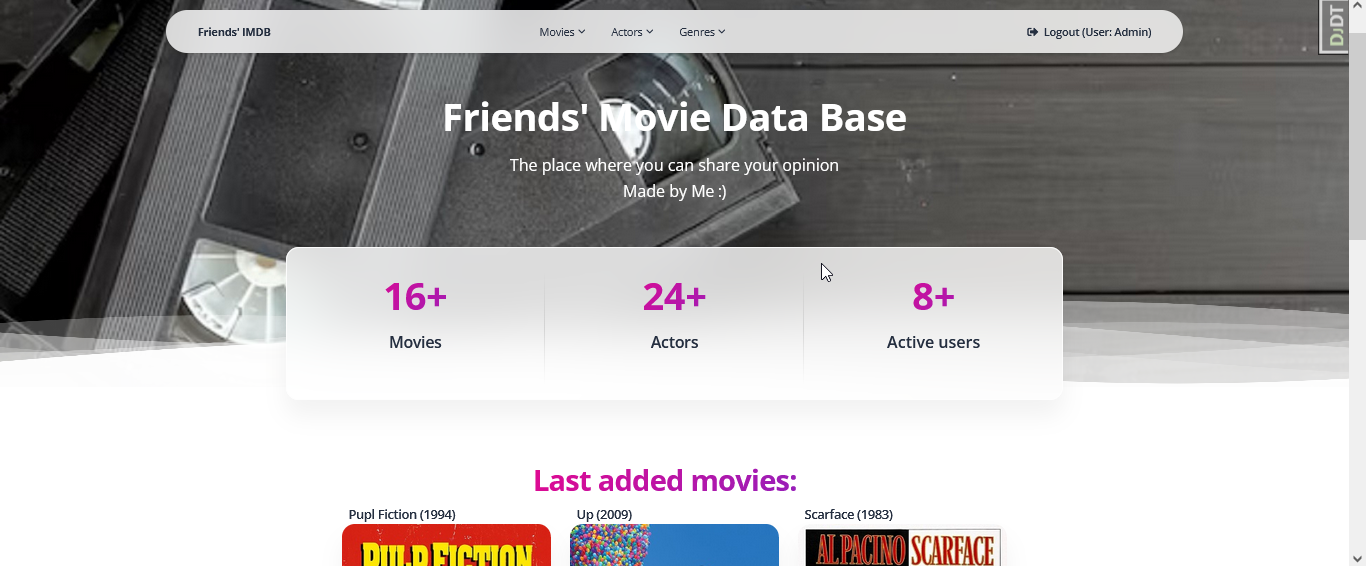 Friends' IMDB
Movies
Actors
Genres
Logout (User: Admin)
DJDT
Friends' Movie Data Base
The place where you can share your opinion
Made by Me :)
16+
24+
8+
Movies
Actors
Active users
Last added movies:
Pupl Fiction (1994)
Up (2009)
Scarface (1983)
PULP FICTION
AL PACINO SCARFACE